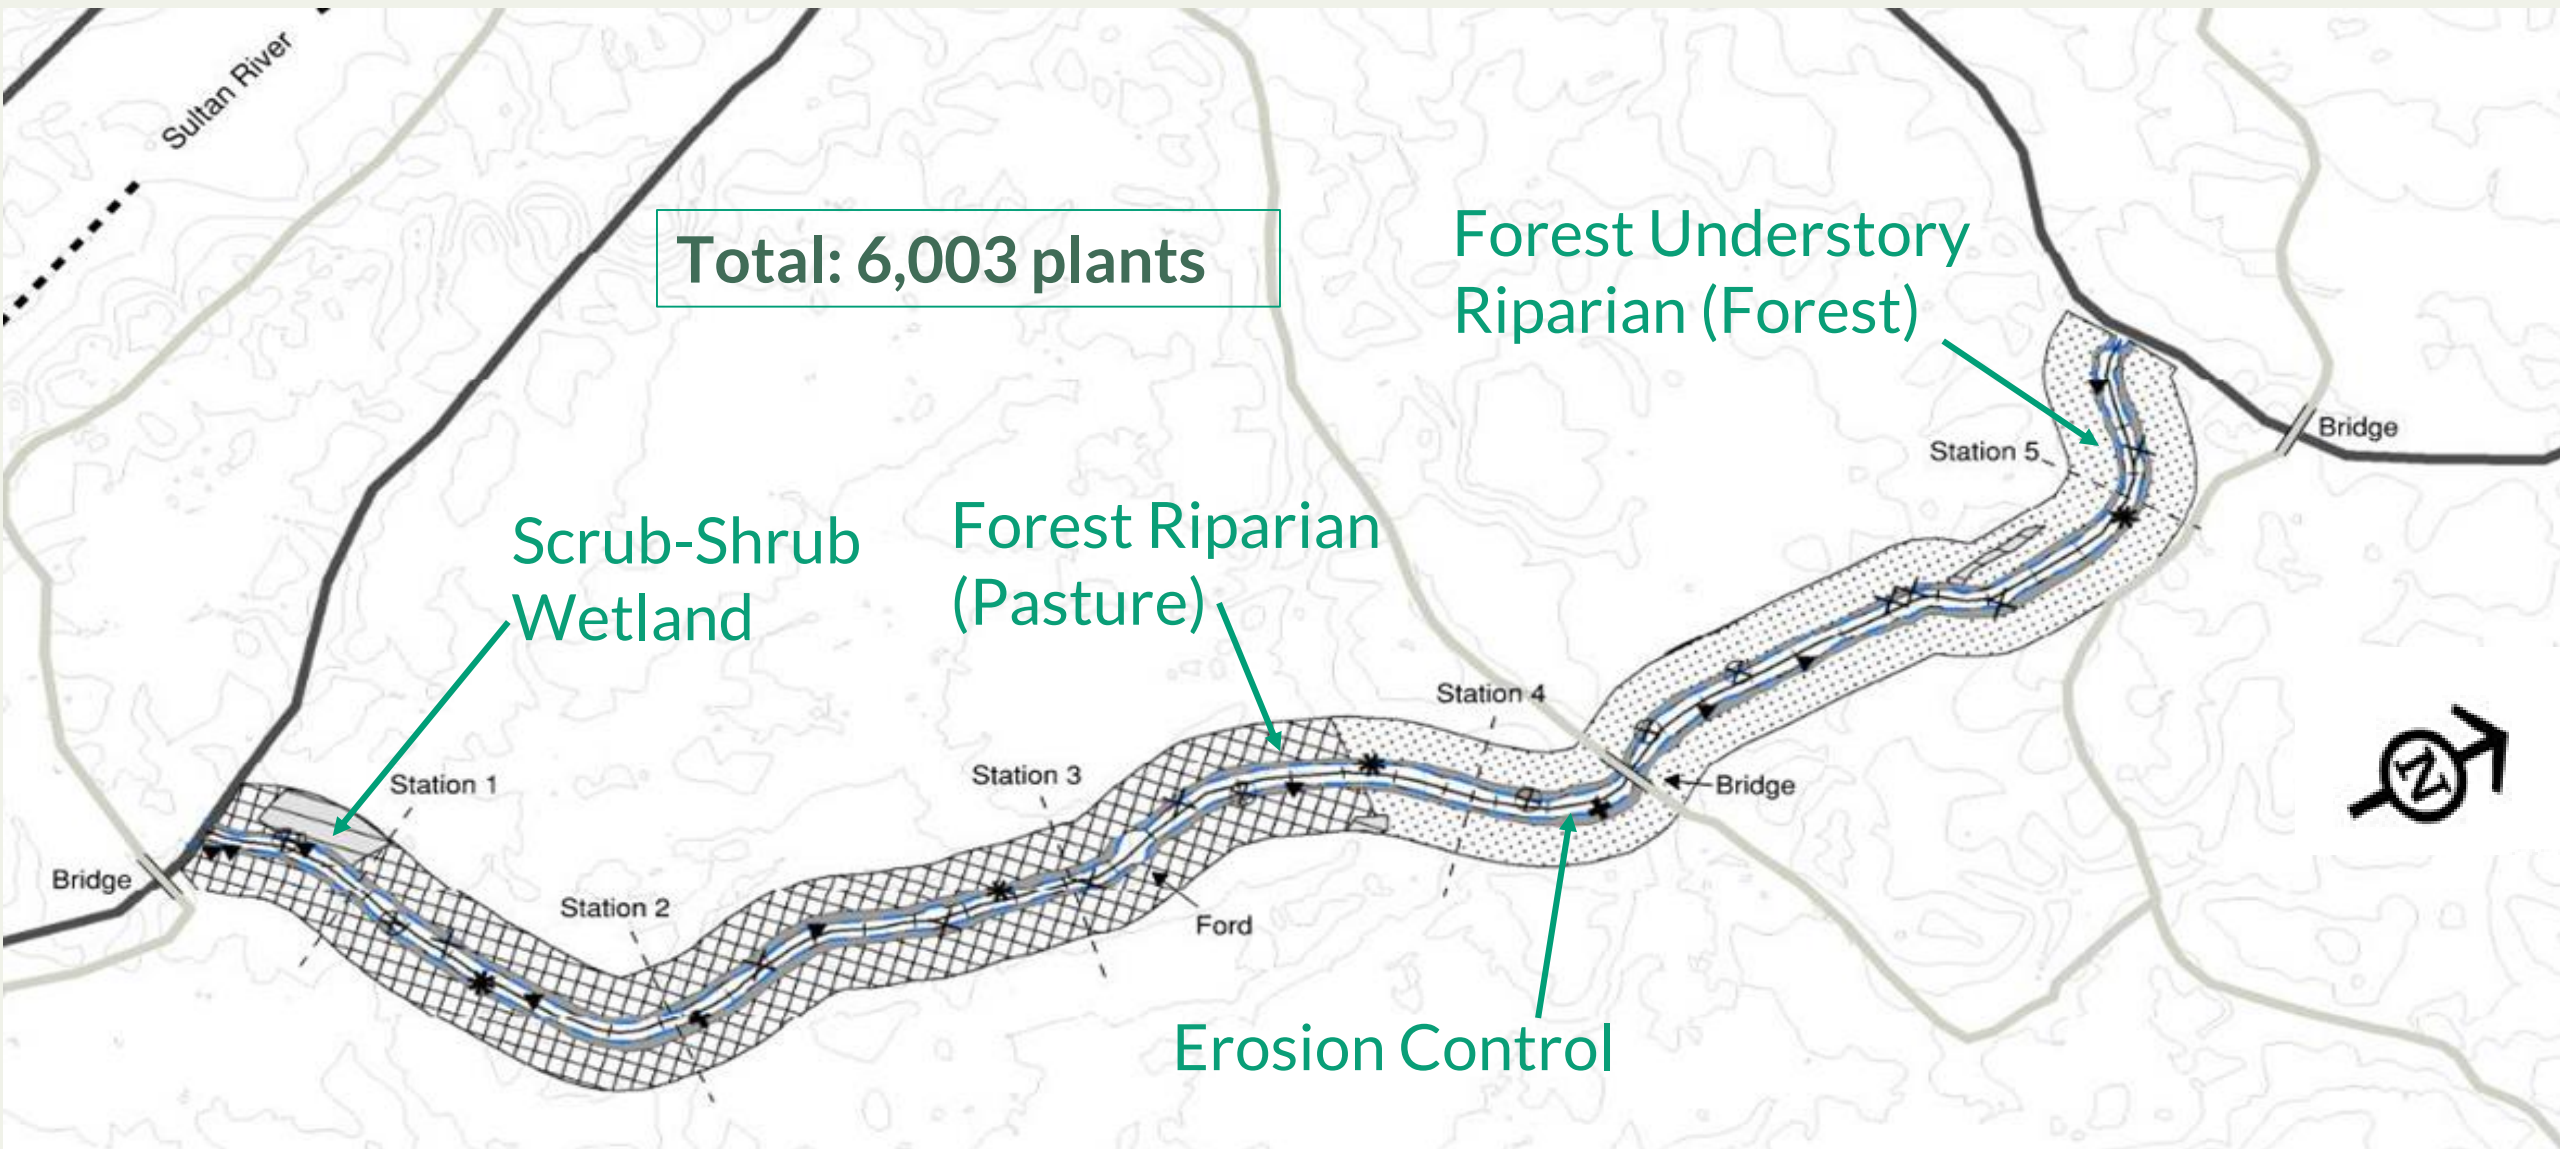 Sultan River
Total: 6,003 plants
Forest Understory
Riparian (Forest)
Bridge
Station 5
Scrub-Shrub
Wetland
Forest Riparian
(Pasture)
Station 4
Station 3
Station 1
Bridge
Bridge
Station 2
Ford
Erosion Control
N